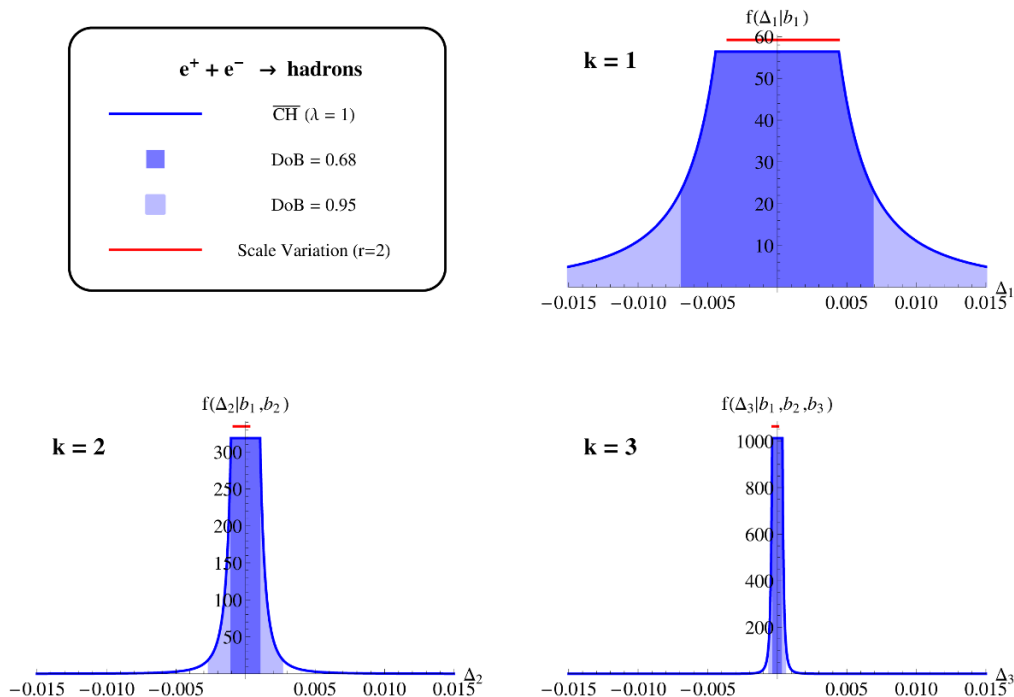 e⁺ + e⁻ → hadrons
C̅H̅ (λ = 1)
DoB = 0.68
DoB = 0.95
Scale Variation (r=2)
f(Δ₁|b₁)
k = 1
60
50
40
30
20
10
−0.015 −0.010 −0.005 0.005 0.010 0.015 Δ₁
f(Δ₂|b₁,b₂)
k = 2
300
250
200
150
100
50
−0.015 −0.010 −0.005 0.005 0.010 0.015 Δ₂
f(Δ₃|b₁,b₂,b₃)
k = 3
1000
800
600
400
200
−0.015 −0.010 −0.005 0.005 0.010 0.015 Δ₃